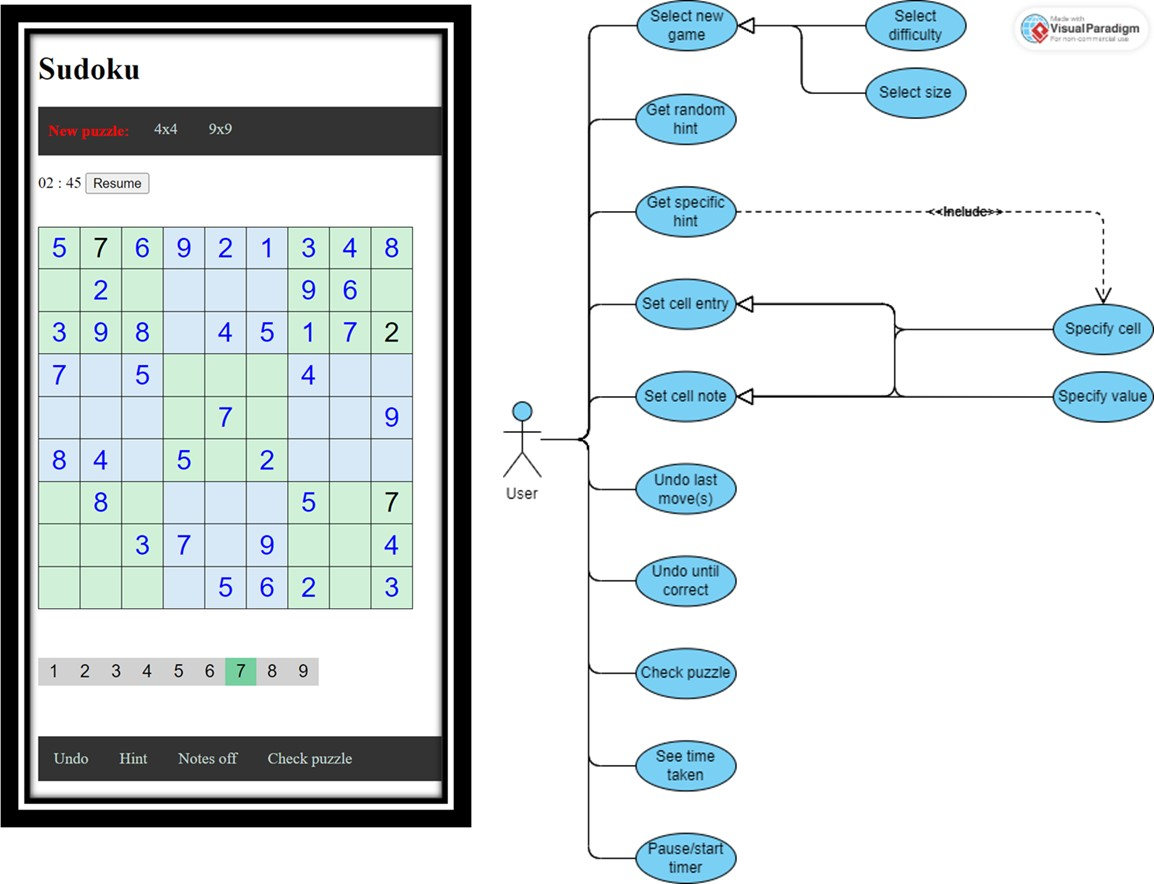 Sudoku
New puzzle: 4x4 9x9
02 : 45 Resume
5 7 6 9 2 1 3 4 8
2 9 6
3 9 8 4 5 1 7 2
7 5 4
7 9
8 4 5 2
8 5 7
3 7 9 4
5 6 2 3
1 2 3 4 5 6 7 8 9
Undo Hint Notes off Check puzzle
Select new
game
Select
difficulty
Select size
Get random
hint
Get specific
hint
<<Include>>
Set cell entry
Specify cell
Set cell note
Specify value
User
Undo last
move(s)
Undo until
correct
Check puzzle
See time
taken
Pause/start
timer
Made with
VisualParadigm
For non-commercial use